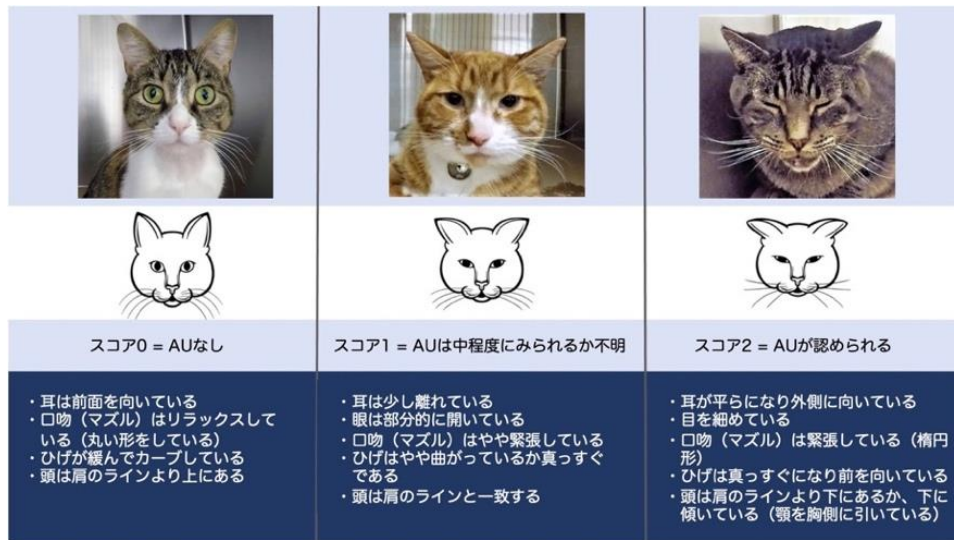 スコア0 = AUなし
・耳は前面を向いている
・口吻（マズル）はリラックスして
いる（丸い形をしている）
・ひげが緩んでカーブしている
・頭は肩のラインより上にある
スコア1 = AUは中程度にみられるか不明
・耳は少し離れている
・眼は部分的に開いている
・口吻（マズル）はやや緊張している
・ひげはやや曲がっているか真っすぐ
である
・頭は肩のラインと一致する
スコア2 = AUが認められる
・耳が平らになり外側に向いている
・目を細めている
・口吻（マズル）は緊張している（楕円
形）
・ひげは真っすぐになり前を向いている
・頭は肩のラインより下にあるか、下に
傾いている（顎を胸側に引いている）